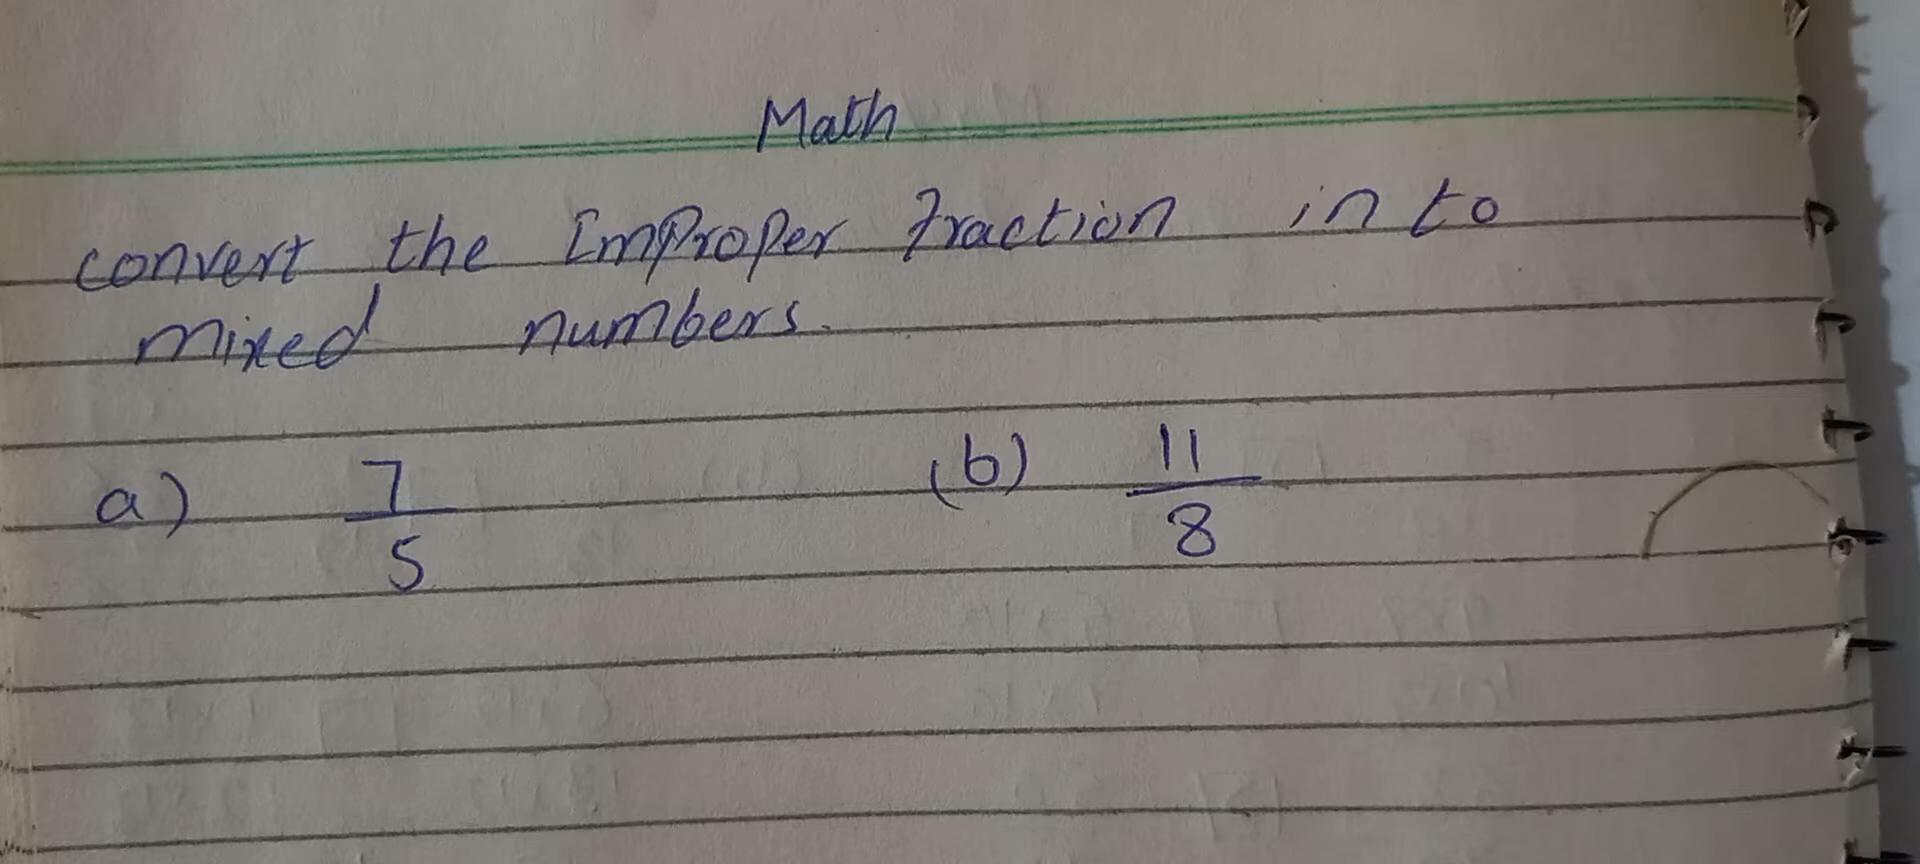 Math
convert the Improper fraction in to
mixed numbers.
a) 7/5 (b) 11/8